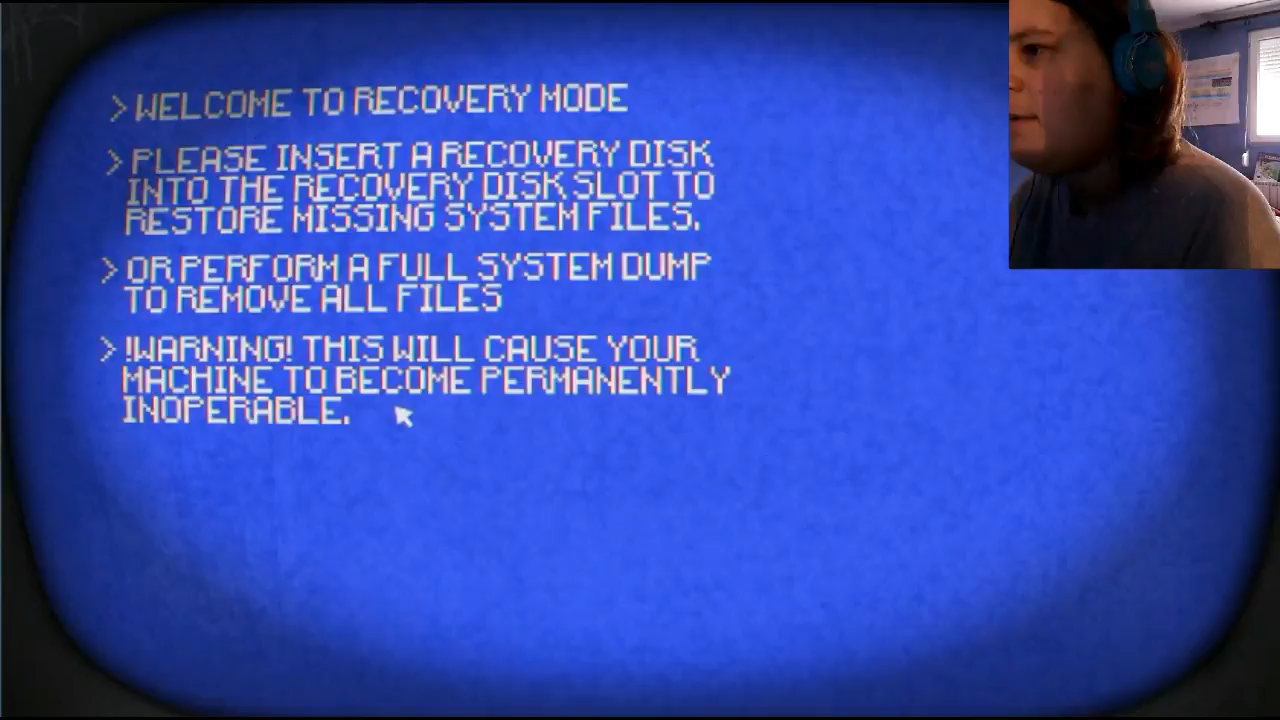 > WELCOME TO RECOVERY MODE
> PLEASE INSERT A RECOVERY DISK
INTO THE RECOVERY DISK SLOT TO
RESTORE MISSING SYSTEM FILES.
> OR PERFORM A FULL SYSTEM DUMP
TO REMOVE ALL FILES
> !WARNING! THIS WILL CAUSE YOUR
MACHINE TO BECOME PERMANENTLY
INOPERABLE.